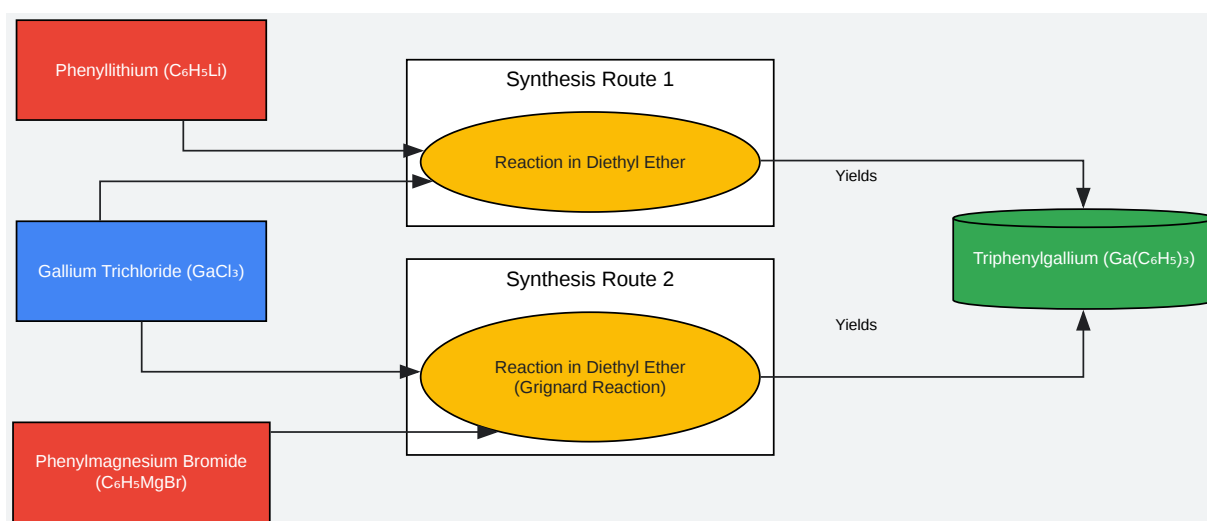 Phenyllithium (C₆H₅Li)
Synthesis Route 1
Reaction in Diethyl Ether
Yields
Gallium Trichloride (GaCl₃)
Triphenylgallium (Ga(C₆H₅)₃)
Synthesis Route 2
Yields
Reaction in Diethyl Ether
(Grignard Reaction)
Phenylmagnesium Bromide
(C₆H₅MgBr)